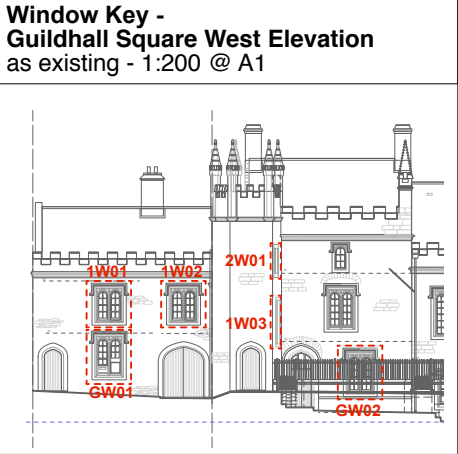 Window Key -
Guildhall Square West Elevation
as existing - 1:200 @ A1
2W01
1W01 1W02
1W03
GW01
GW02